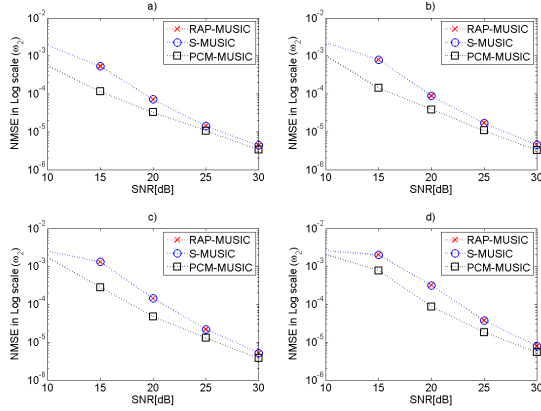 a)
NMSE in Log scale (ω₂)
10⁻²
10⁻³
10⁻⁴
10⁻⁵
10⁻⁶
RAP-MUSIC
S-MUSIC
PCM-MUSIC
10 15 20 25 30
SNR[dB]
b)
NMSE in Log scale (ω₂)
10⁻²
10⁻³
10⁻⁴
10⁻⁵
10⁻⁶
RAP-MUSIC
S-MUSIC
PCM-MUSIC
10 15 20 25 30
SNR[dB]
c)
NMSE in Log scale (ω₂)
10⁻²
10⁻³
10⁻⁴
10⁻⁵
10⁻⁶
RAP-MUSIC
S-MUSIC
PCM-MUSIC
10 15 20 25 30
SNR[dB]
d)
NMSE in Log scale (ω₂)
10⁻²
10⁻³
10⁻⁴
10⁻⁵
10⁻⁶
RAP-MUSIC
S-MUSIC
PCM-MUSIC
10 15 20 25 30
SNR[dB]